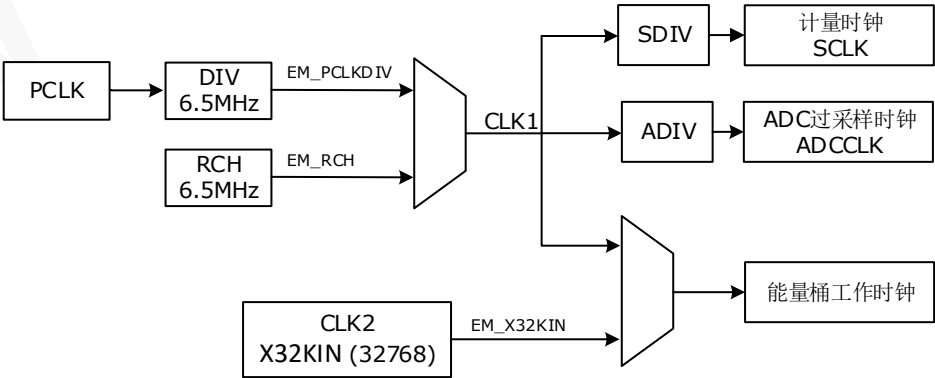 PCLK
DIV
6.5MHz
EM_PCLKDIV
RCH
6.5MHz
EM_RCH
CLK1
SDIV
计量时钟
SCLK
ADIV
ADC过采样时钟
ADCCLK
CLK2
X32KIN (32768)
EM_X32KIN
能量桶工作时钟